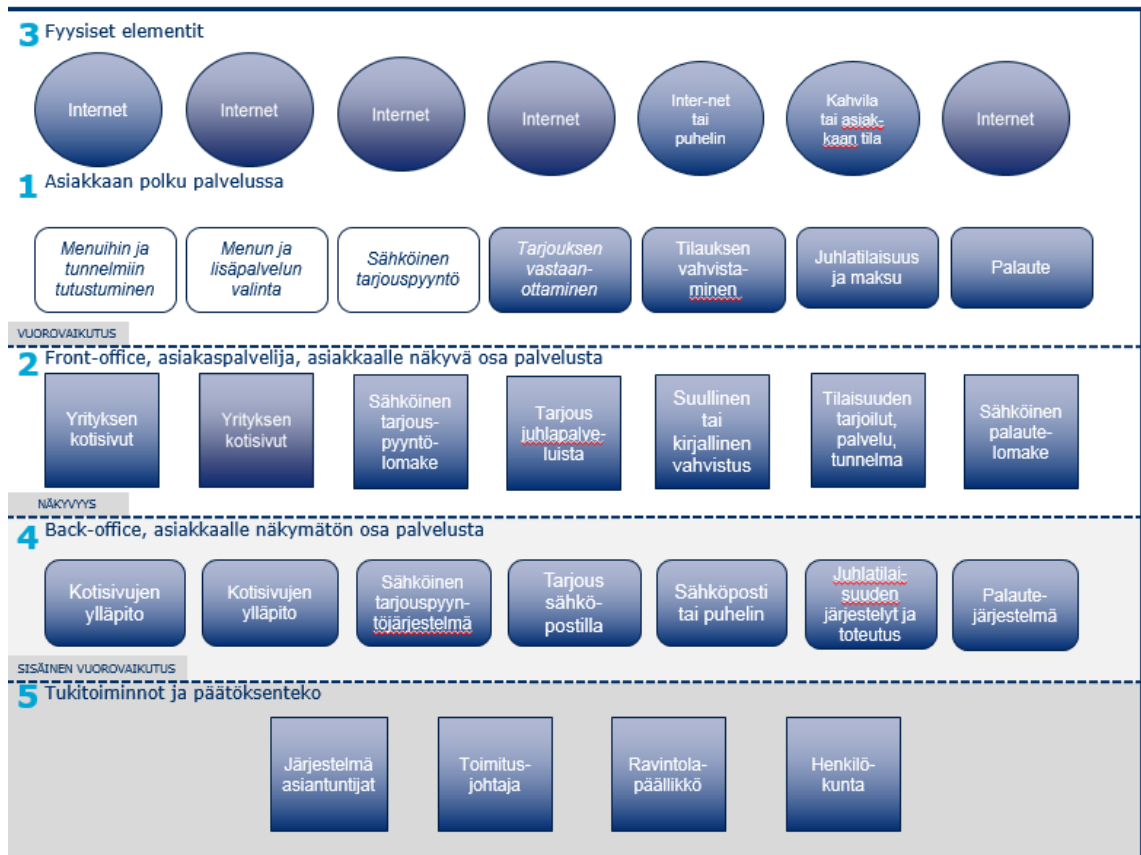 3 Fyysiset elementit
Internet
Internet
Internet
Internet
Inter-net
tai
puhelin
Kahvila
tai asiak-
kaan tila
Internet
1 Asiakkaan polku palvelussa
Menuihin ja
tunnelmiin
tutustuminen
Menun ja
lisäpalvelun
valinta
Sähköinen
tarjouspyyntö
Tarjouksen
vastaan-
ottaminen
Tilauksen
vahvista-
minen
Juhlatilaisuus
ja maksu
Palaute
VUOROVAIKUTUS
2 Front-office, asiakaspalvelija, asiakkaalle näkyvä osa palvelusta
Yrityksen
kotisivut
Yrityksen
kotisivut
Sähköinen
tarjous-
pyyntö-
lomake
Tarjous
juhlapalve-
luista
Suullinen
tai
kirjallinen
vahvistus
Tilaisuuden
tarjoilut,
palvelu,
tunnelma
Sähköinen
palaute-
lomake
NÄKYVYYS
4 Back-office, asiakkaalle näkymätön osa palvelusta
Kotisivujen
ylläpito
Kotisivujen
ylläpito
Sähköinen
tarjouspyyn-
töjärjestelmä
Tarjous
sähkö-
postilla
Sähköposti
tai puhelin
Juhlatilai-
suuden
järjestelyt ja
toteutus
Palaute-
järjestelmä
SISÄINEN VUOROVAIKUTUS
5 Tukitoiminnot ja päätöksenteko
Järjestelmä
asiantuntijat
Toimitus-
johtaja
Ravintola-
päällikkö
Henkilö-
kunta